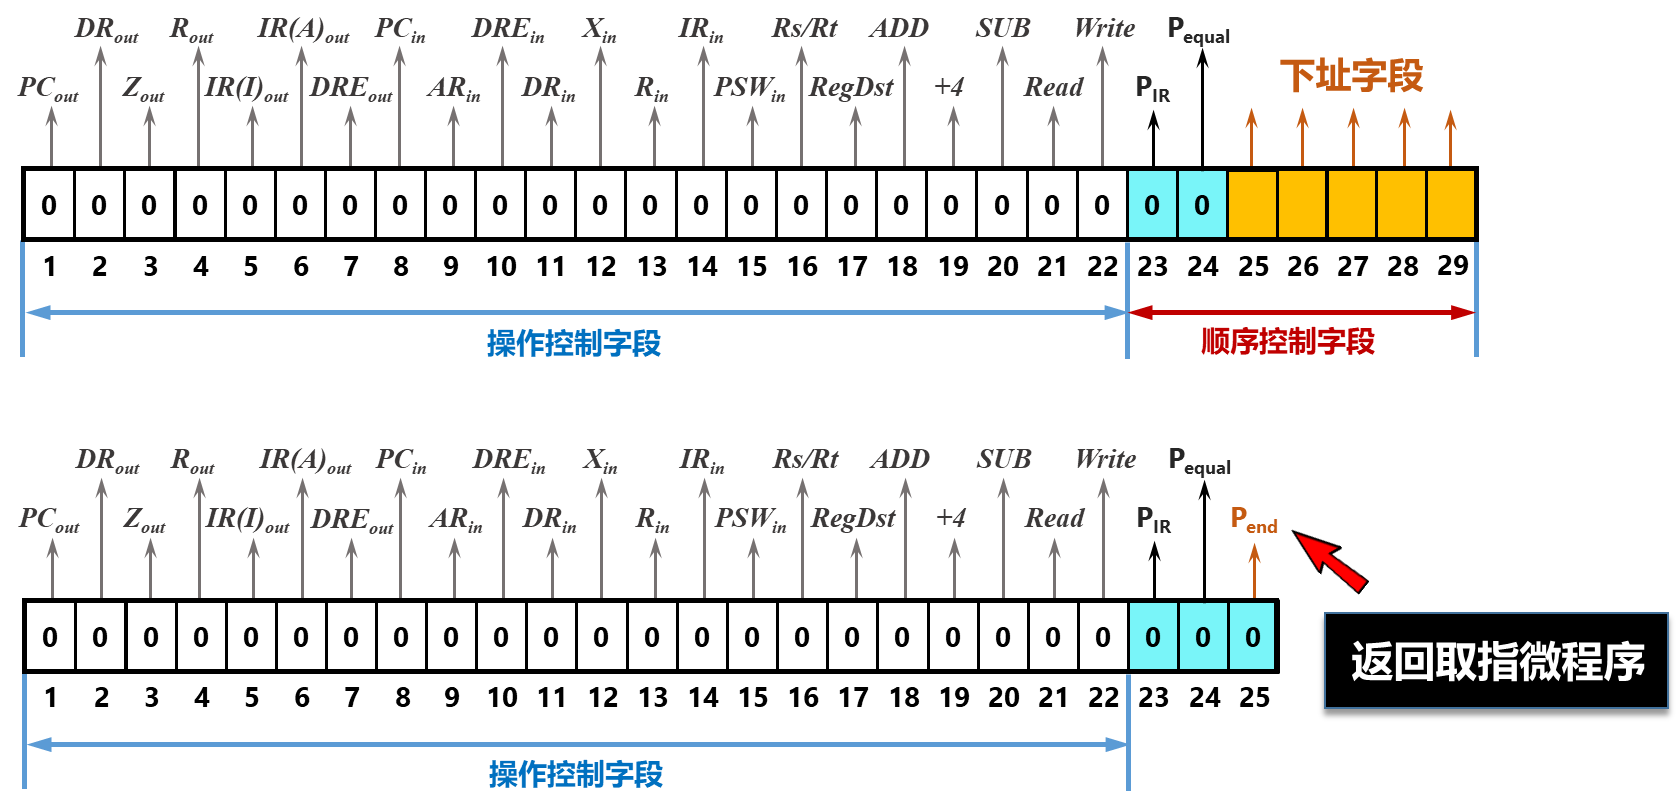 DRout Rout IR(A)out PCin DREin Xin IRin Rs/Rt ADD SUB Write Pequal
PCout Zout IR(I)out DREout ARin DRin Rin PSWin RegDst +4 Read PIR 下址字段
0 0 0 0 0 0 0 0 0 0 0 0 0 0 0 0 0 0 0 0 0 0 0 0
1 2 3 4 5 6 7 8 9 10 11 12 13 14 15 16 17 18 19 20 21 22 23 24 25 26 27 28 29
操作控制字段 顺序控制字段
DRout Rout IR(A)out PCin DREin Xin IRin Rs/Rt ADD SUB Write Pequal
PCout Zout IR(I)out DREout ARin DRin Rin PSWin RegDst +4 Read PIR Pend
0 0 0 0 0 0 0 0 0 0 0 0 0 0 0 0 0 0 0 0 0 0 0 0 0
返回取指微程序
1 2 3 4 5 6 7 8 9 10 11 12 13 14 15 16 17 18 19 20 21 22 23 24 25
操作控制字段